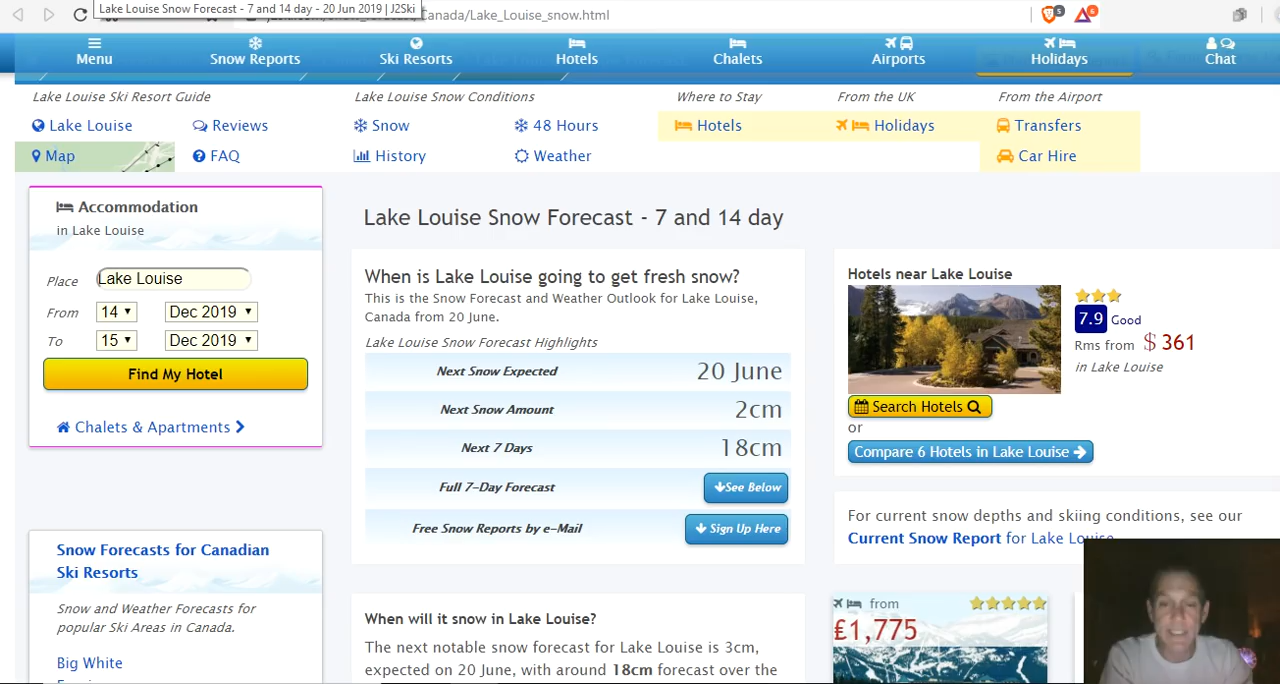 Lake Louise Snow Forecast - 7 and 14 day - 20 Jun 2019 | J2Ski
Canada/Lake_Louise_snow.html
5
6
Menu
Snow Reports
Ski Resorts
Hotels
Chalets
Airports
Holidays
Chat
Lake Louise Ski Resort Guide
Lake Louise Snow Conditions
Where to Stay
From the UK
From the Airport
Lake Louise
Reviews
Snow
48 Hours
Hotels
Holidays
Transfers
Map
FAQ
History
Weather
Car Hire
Accommodation
in Lake Louise
Place Lake Louise
From 14 Dec 2019
To 15 Dec 2019
Find My Hotel
Chalets & Apartments
Snow Forecasts for Canadian
Ski Resorts
Snow and Weather Forecasts for
popular Ski Areas in Canada.
Big White
Lake Louise Snow Forecast - 7 and 14 day
When is Lake Louise going to get fresh snow?
This is the Snow Forecast and Weather Outlook for Lake Louise,
Canada from 20 June.
Lake Louise Snow Forecast Highlights
Next Snow Expected 20 June
Next Snow Amount 2cm
Next 7 Days 18cm
Full 7-Day Forecast See Below
Free Snow Reports by e-Mail Sign Up Here
When will it snow in Lake Louise?
The next notable snow forecast for Lake Louise is 3cm,
expected on 20 June, with around 18cm forecast over the
Hotels near Lake Louise
7.9 Good
Rms from $ 361
in Lake Louise
Search Hotels
or
Compare 6 Hotels in Lake Louise
For current snow depths and skiing conditions, see our
Current Snow Report for Lake Louise.
from
£1,775